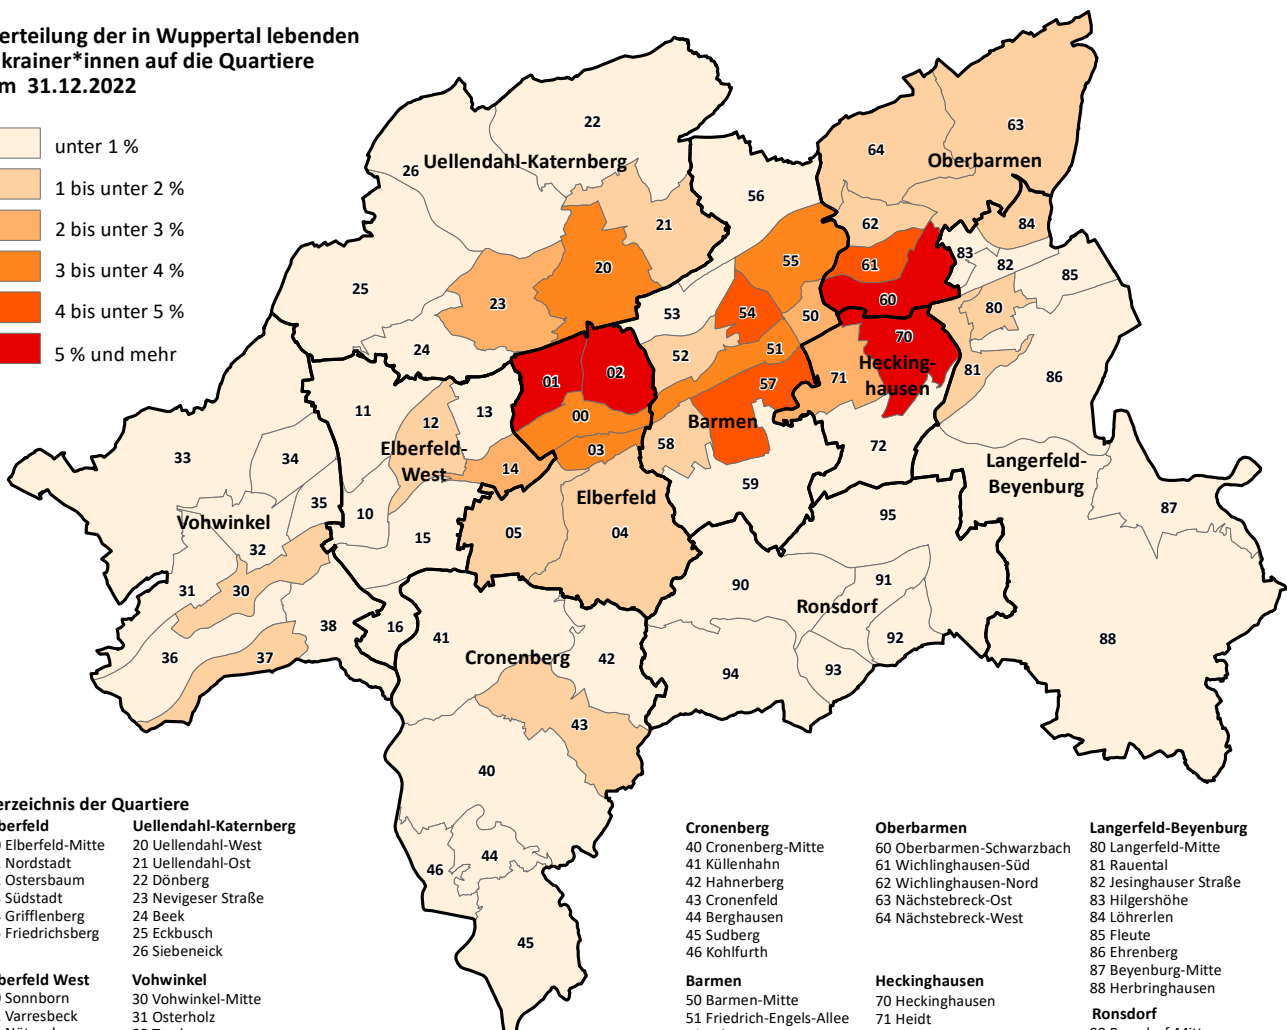 erteilung der in Wuppertal lebenden
krainer*innen auf die Quartiere
m 31.12.2022
unter 1 %
1 bis unter 2 %
2 bis unter 3 %
3 bis unter 4 %
4 bis unter 5 %
5 % und mehr
22
26
Uellendahl-Katernberg
21
20
25
23
24
56
55
53
54
50
52
51
57
Barmen
58
59
64
63
Oberbarmen
62
61
60
84
83
82
85
80
81
86
70
Hecking-
hausen
71
72
Langerfeld-
Beyenburg
87
88
01
02
00
03
Elberfeld
05
04
11
12
13
Elberfeld-
West
14
10
15
16
33
34
35
Vohwinkel
32
31
30
38
36
37
95
90
91
Ronsdorf
92
93
94
41
Cronenberg
42
43
40
44
46
45
erzeichnis der Quartiere
berfeld
Elberfeld-Mitte
Nordstadt
Ostersbaum
Südstadt
Grifflenberg
Friedrichsberg
berfeld West
Sonnborn
Varresbeck
Uellendahl-Katernberg
20 Uellendahl-West
21 Uellendahl-Ost
22 Dönberg
23 Nevigeser Straße
24 Beek
25 Eckbusch
26 Siebeneick
Vohwinkel
30 Vohwinkel-Mitte
31 Osterholz
Cronenberg
40 Cronenberg-Mitte
41 Küllenhahn
42 Hahnerberg
43 Cronenfeld
44 Berghausen
45 Sudberg
46 Kohlfurth
Barmen
50 Barmen-Mitte
51 Friedrich-Engels-Allee
Oberbarmen
60 Oberbarmen-Schwarzbach
61 Wichlinghausen-Süd
62 Wichlinghausen-Nord
63 Nächstebreck-Ost
64 Nächstebreck-West
Heckinghausen
70 Heckinghausen
71 Heidt
Langerfeld-Beyenburg
80 Langerfeld-Mitte
81 Rauental
82 Jesinghauser Straße
83 Hilgershöhe
84 Löhrerlen
85 Fleute
86 Ehrenberg
87 Beyenburg-Mitte
88 Herbringhausen
Ronsdorf